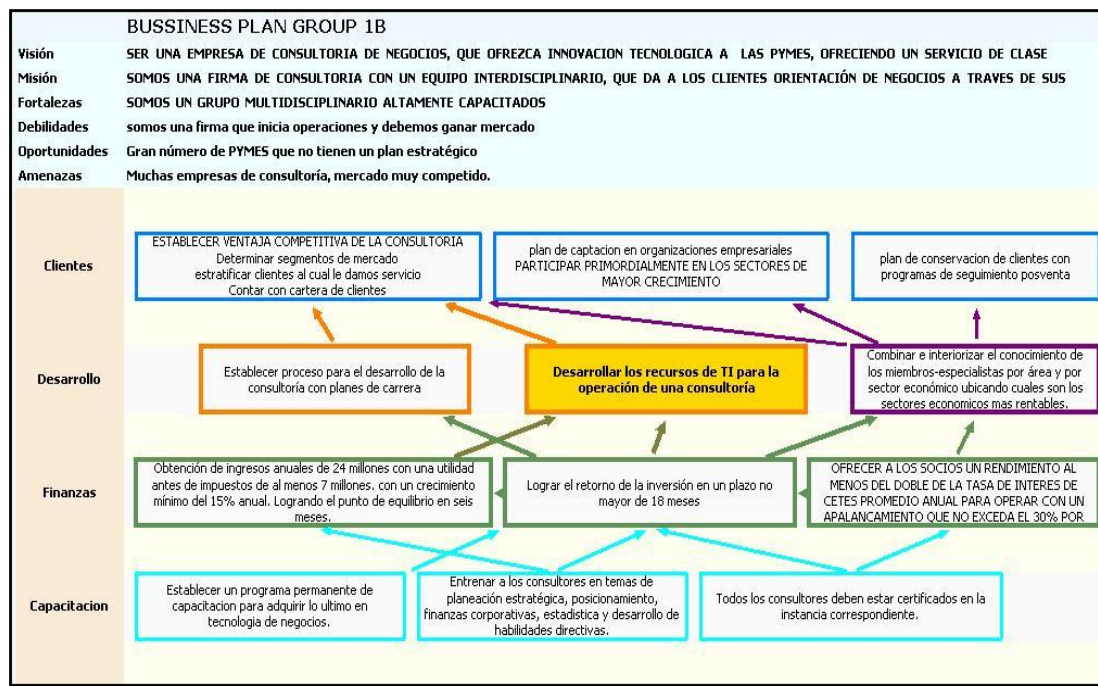 BUSSINESS PLAN GROUP 1B
Visión SER UNA EMPRESA DE CONSULTORIA DE NEGOCIOS, QUE OFREZCA INNOVACION TECNOLOGICA A LAS PYMES, OFRECIENDO UN SERVICIO DE CLASE
Misión SOMOS UNA FIRMA DE CONSULTORIA CON UN EQUIPO INTERDISCIPLINARIO, QUE DA A LOS CLIENTES ORIENTACIÓN DE NEGOCIOS A TRAVES DE SUS
Fortalezas SOMOS UN GRUPO MULTIDISCIPLINARIO ALTAMENTE CAPACITADOS
Debilidades somos una firma que inicia operaciones y debemos ganar mercado
Oportunidades Gran número de PYMES que no tienen un plan estratégico
Amenazas Muchas empresas de consultoría, mercado muy competido.
Clientes
ESTABLECER VENTAJA COMPETITIVA DE LA CONSULTORIA
Determinar segmentos de mercado
estratificar clientes al cual le damos servicio
Contar con cartera de clientes
plan de captacion en organizaciones empresariales
PARTICIPAR PRIMORDIALMENTE EN LOS SECTORES DE
MAYOR CRECIMIENTO
plan de conservacion de clientes con
programas de seguimiento posventa
Desarrollo
Establecer proceso para el desarrollo de la
consultoría con planes de carrera
Desarrollar los recursos de TI para la
operación de una consultoría
Combinar e interiorizar el conocimiento de
los miembros-especialistas por área y por
sector económico ubicando cuales son los
sectores economicos mas rentables.
Finanzas
Obtención de ingresos anuales de 24 millones con una utilidad
antes de impuestos de al menos 7 millones. con un crecimiento
mínimo del 15% anual. Logrando el punto de equilibrio en seis
meses.
Lograr el retorno de la inversión en un plazo no
mayor de 18 meses
OFRECER A LOS SOCIOS UN RENDIMIENTO AL
MENOS DEL DOBLE DE LA TASA DE INTERES DE
CETES PROMEDIO ANUAL PARA OPERAR CON UN
APALANCAMIENTO QUE NO EXCEDA EL 30% POR
Capacitacion
Establecer un programa permanente de
capacitacion para adquirir lo ultimo en
tecnologia de negocios.
Entrenar a los consultores en temas de
planeación estratégica, posicionamiento,
finanzas corporativas, estadistica y desarrollo de
habilidades directivas.
Todos los consultores deben estar certificados en la
instancia correspondiente.